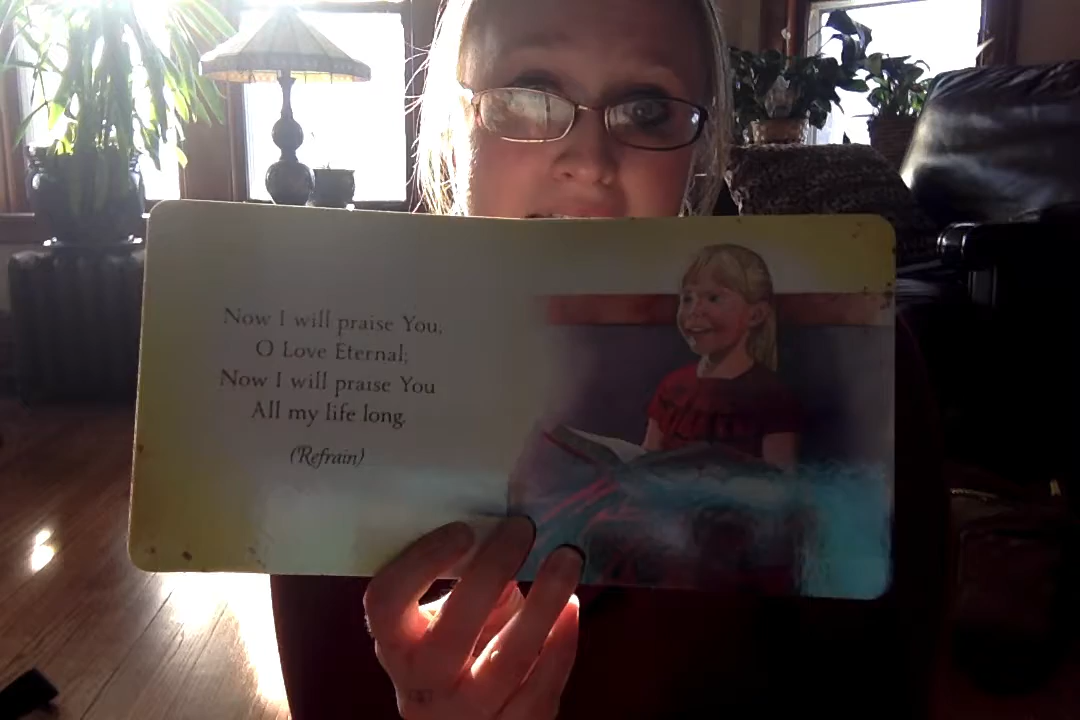 Now I will praise You,
O Love Eternal;
Now I will praise You
All my life long.
(Refrain)